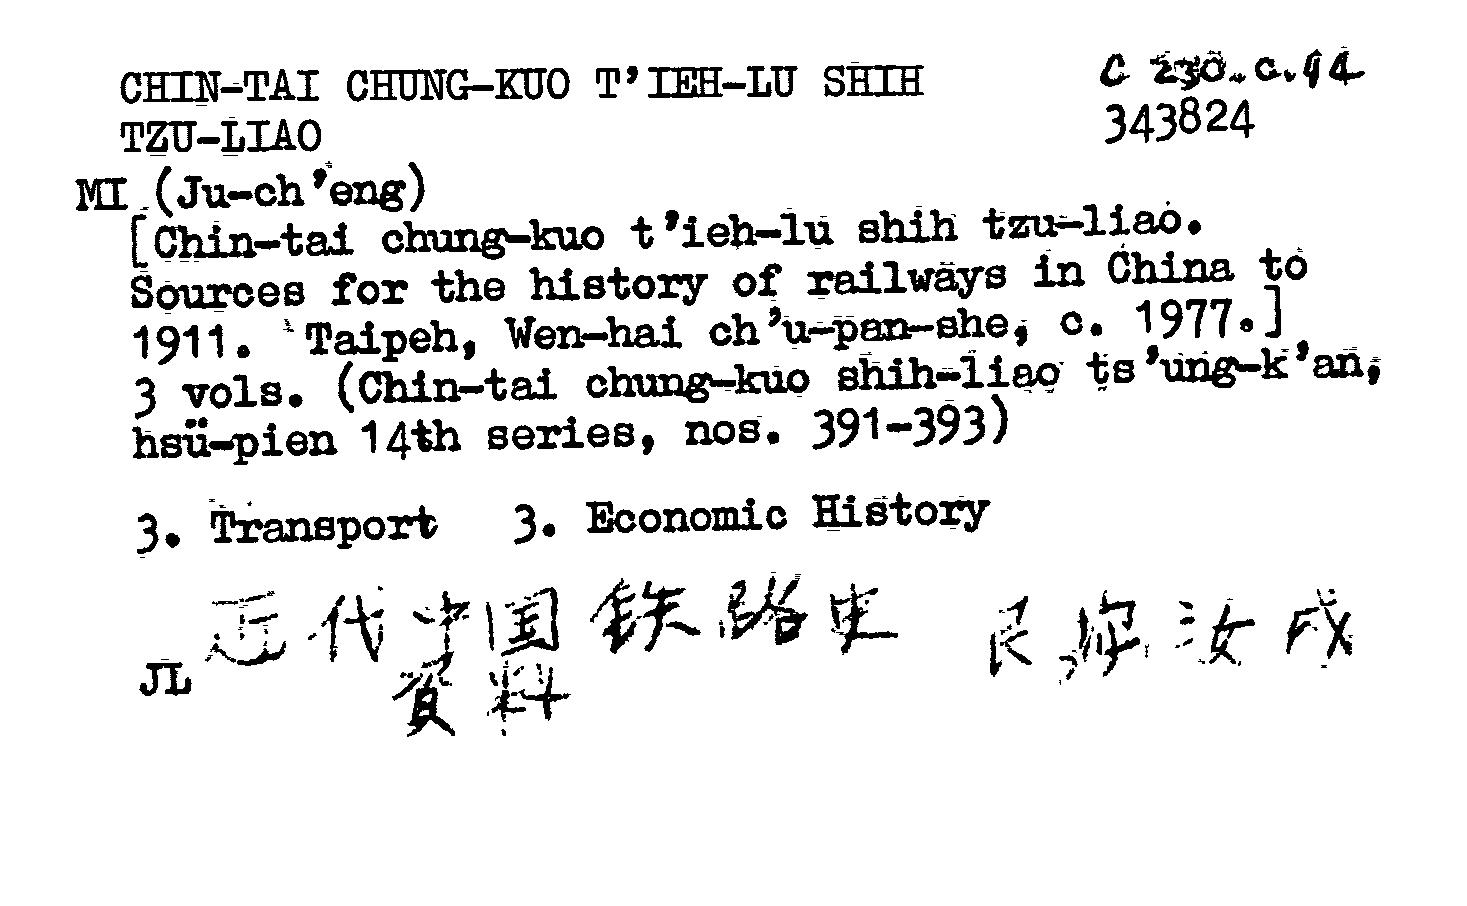 CHIN-TAI CHUNG-KUO T'IEH-LU SHIH
TZU-LIAO
C 230.c.94
343824
MI (Ju-ch'eng)
[Chin-tai chung-kuo t'ieh-lu shih tzu-liao.
Sources for the history of railways in China to
1911. Taipeh, Wen-hai ch'u-pan-she, c. 1977.]
3 vols. (Chin-tai chung-kuo shih-liao ts'ung-k'an,
hsü-pien 14th series, nos. 391-393)
3. Transport 3. Economic History
近代中国铁路史 汝成
資料
JL